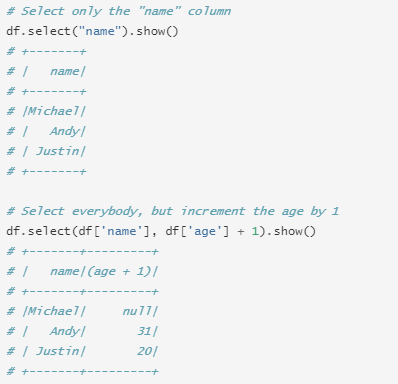 # Select only the "name" column
df.select("name").show()
# +-------+
# |   name|
# +-------+
# |Michael|
# |   Andy|
# | Justin|
# +-------+

# Select everybody, but increment the age by 1
df.select(df['name'], df['age'] + 1).show()
# +-------+---------+
# |   name|(age + 1)|
# +-------+---------+
# |Michael|     null|
# |   Andy|       31|
# | Justin|       20|
# +-------+---------+